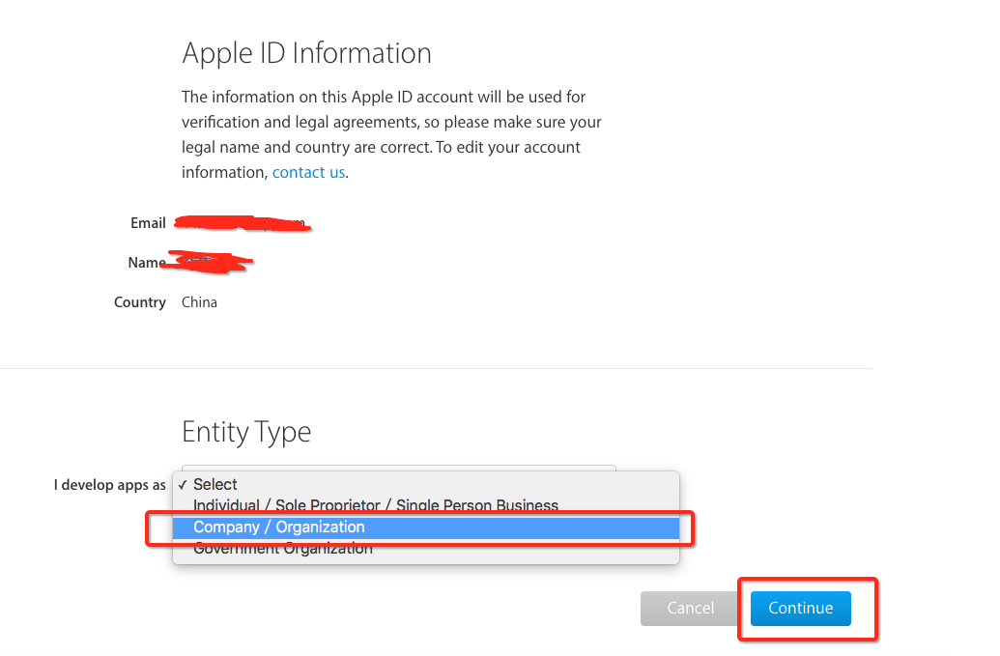 Apple ID Information
The information on this Apple ID account will be used for
verification and legal agreements, so please make sure your
legal name and country are correct. To edit your account
information, contact us.
Email
Name
Country China
Entity Type
I develop apps as ✓ Select
Individual / Sole Proprietor / Single Person Business
Company / Organization
Government Organization
Cancel Continue